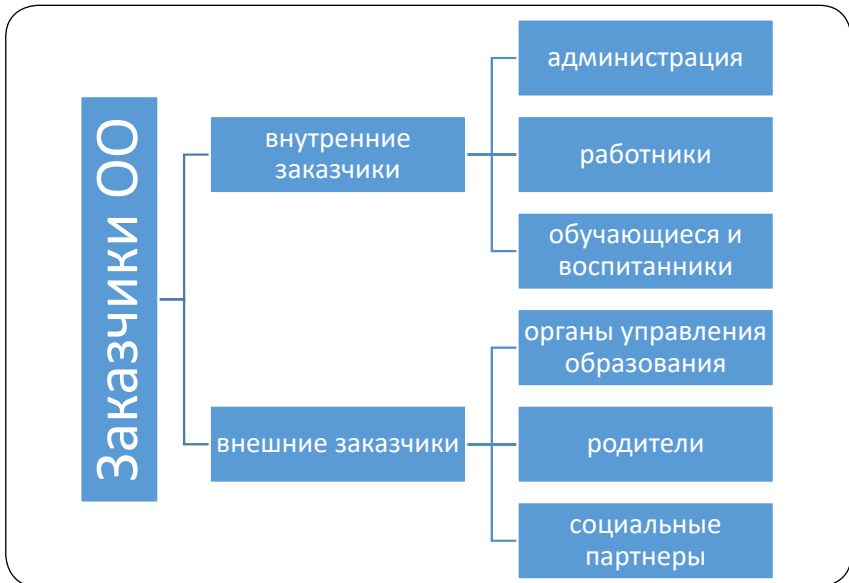 Заказчики ОО
внутренние
заказчики
администрация
работники
обучающиеся и
воспитанники
внешние заказчики
органы управления
образования
родители
социальные
партнеры